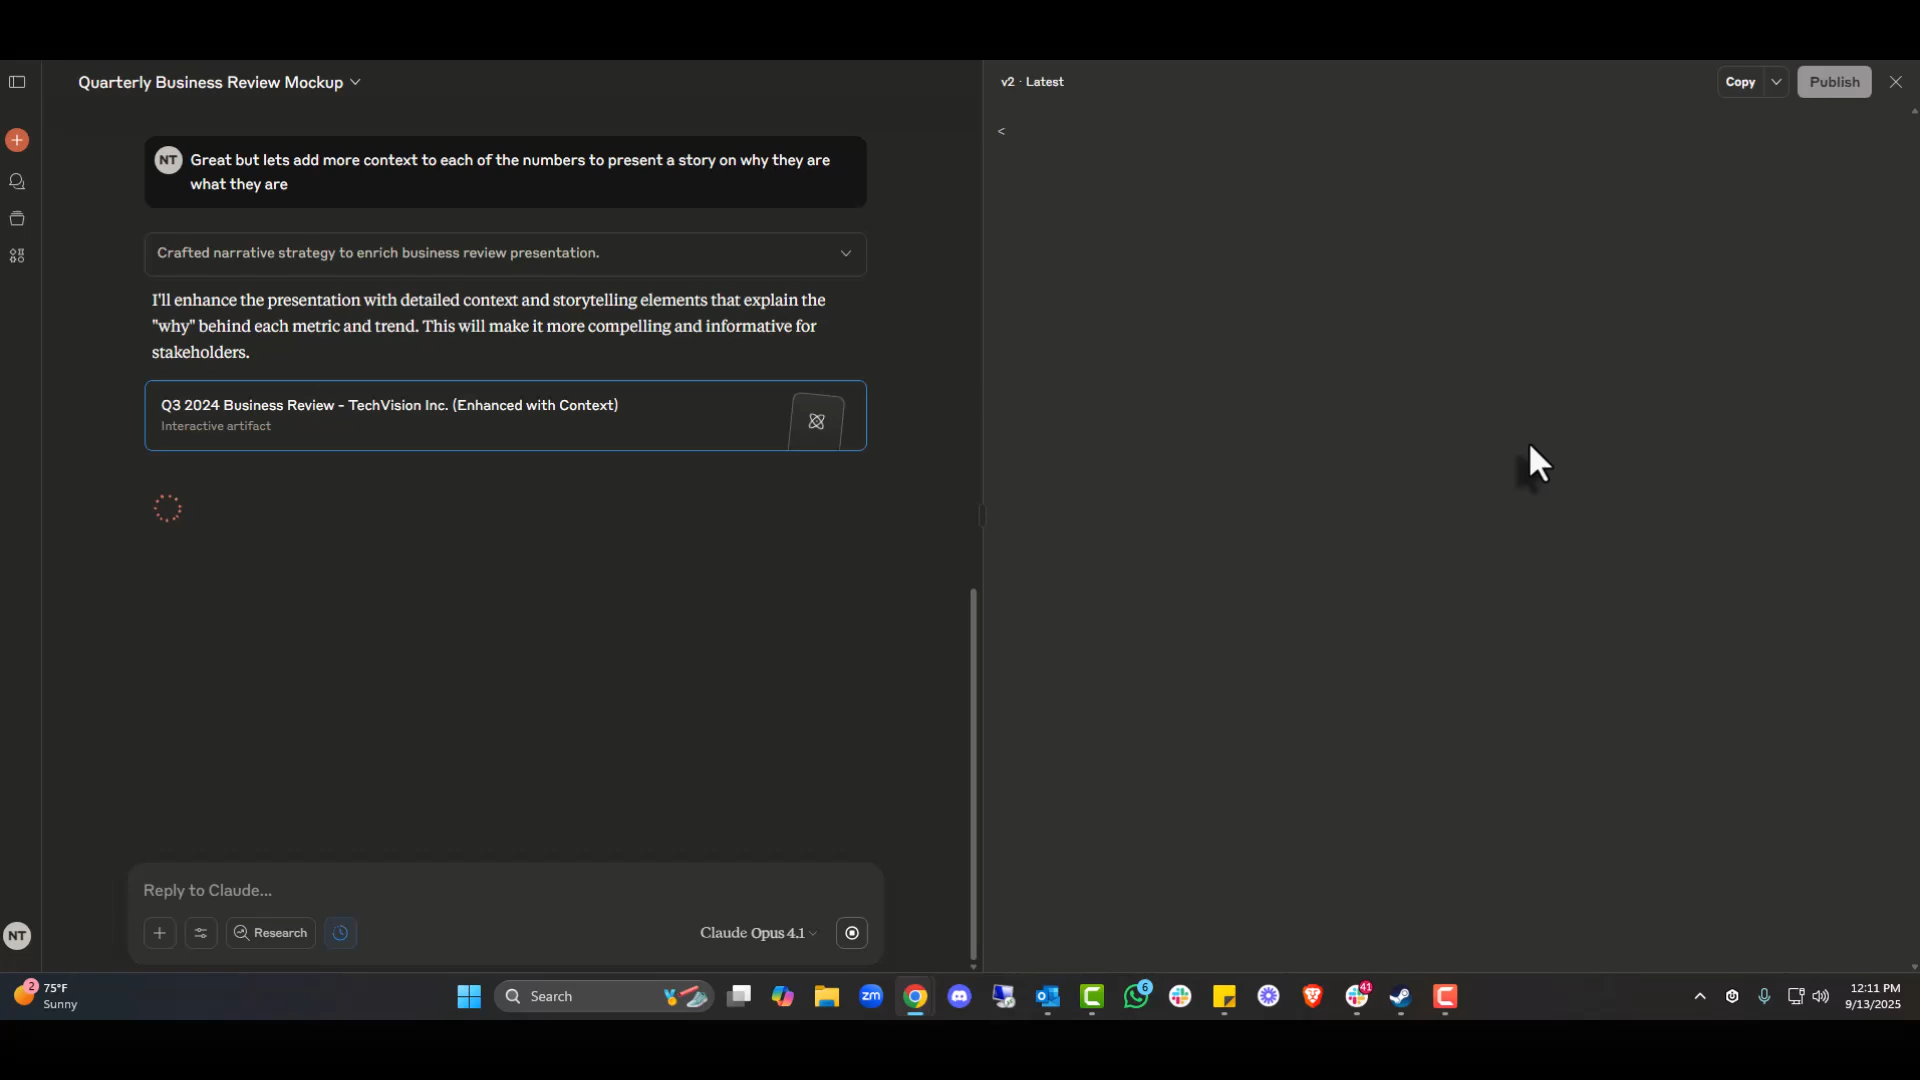 Quarterly Business Review Mockup
v2 · Latest
Copy
Publish
<
NT
Great but lets add more context to each of the numbers to present a story on why they are
what they are
Crafted narrative strategy to enrich business review presentation.
I'll enhance the presentation with detailed context and storytelling elements that explain the
"why" behind each metric and trend. This will make it more compelling and informative for
stakeholders.
Q3 2024 Business Review - TechVision Inc. (Enhanced with Context)
Interactive artifact
Reply to Claude...
Research
Claude Opus 4.1
NT
2
75°F
Sunny
Search
zm
6
41
12:11 PM
9/13/2025